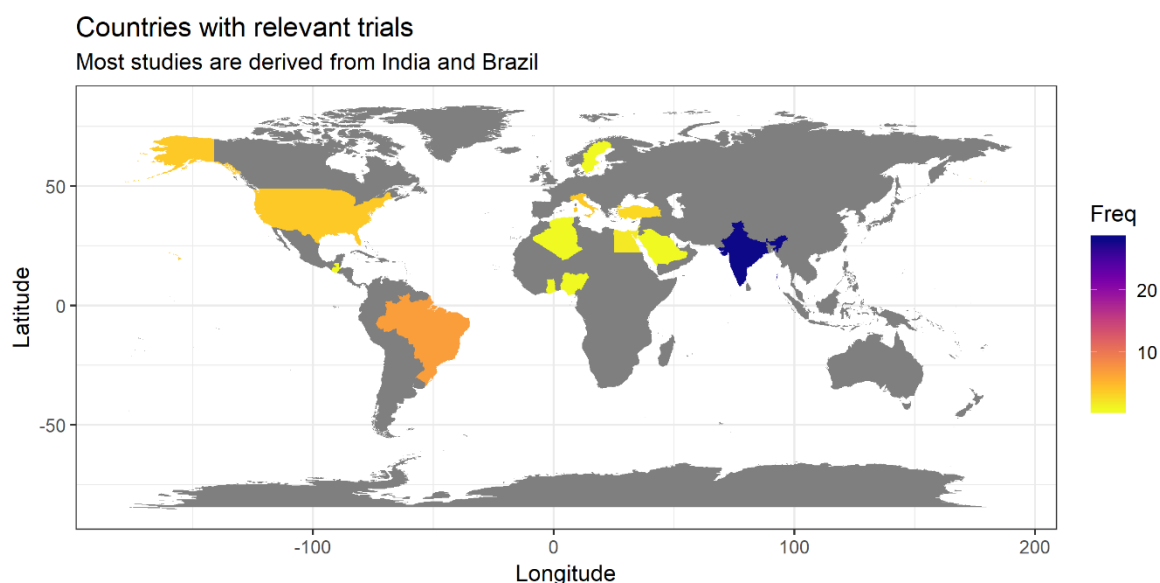 Countries with relevant trials
Most studies are derived from India and Brazil
50
0
-50
Latitude
-100
0
100
200
Longitude
Freq
20
10